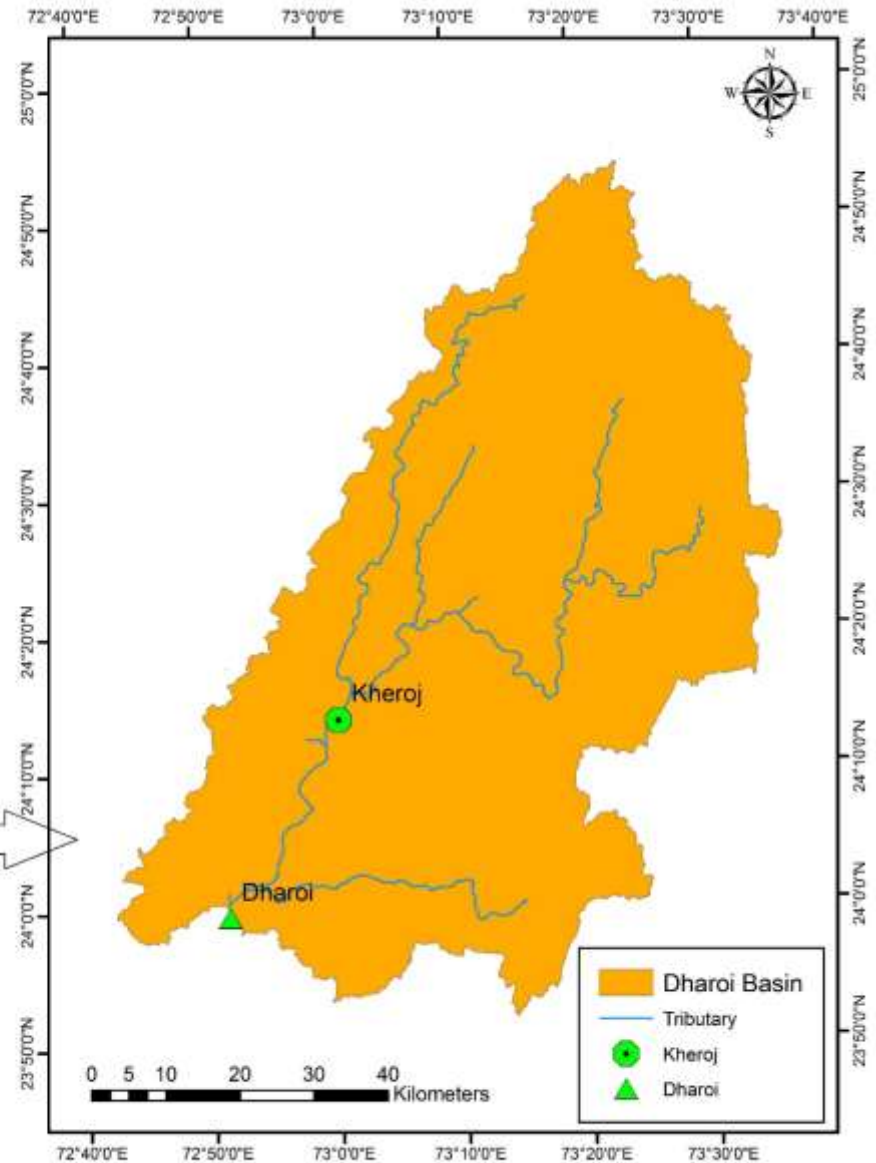 72°40'0"E 72°50'0"E 73°0'0"E 73°10'0"E 73°20'0"E 73°30'0"E 73°40'0"E
N
W E
S
25°0'0"N
24°50'0"N
24°40'0"N
24°30'0"N
24°20'0"N
24°10'0"N
24°0'0"N
23°50'0"N
25°0'0"N
24°50'0"N
24°40'0"N
24°30'0"N
24°20'0"N
24°10'0"N
24°0'0"N
23°50'0"N
Kheroj
Dharoi
Dharoi Basin
Tributary
Kheroj
Dharoi
0 5 10 20 30 40
Kilometers
72°40'0"E 72°50'0"E 73°0'0"E 73°10'0"E 73°20'0"E 73°30'0"E